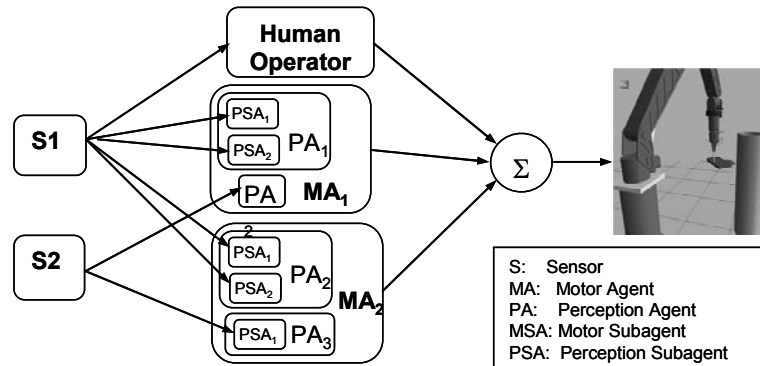 Human
Operator
S1
PSA₁
PSA₂
PA₁
PA
MA₁
2
S2
PSA₁
PSA₂
PA₂
MA₂
PSA₁
PA₃
Σ
S: Sensor
MA: Motor Agent
PA: Perception Agent
MSA: Motor Subagent
PSA: Perception Subagent